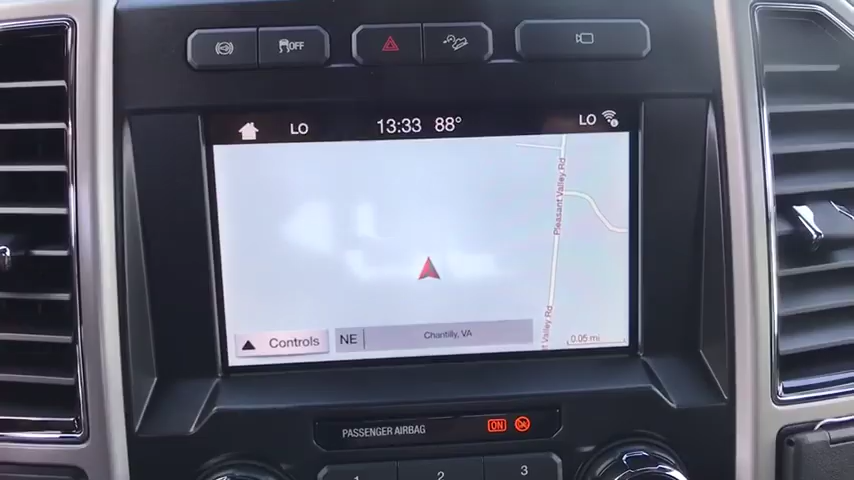 OFF
LO 13:33 88° LO
Pleasant Valley Rd
t Valley Rd
Controls NE Chantilly, VA 0.05 mi
PASSENGER AIRBAG ON
1 2 3